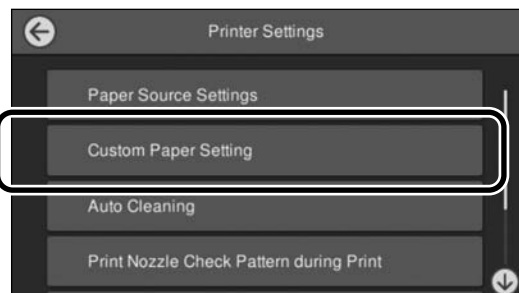 Printer Settings
Paper Source Settings
Custom Paper Setting
Auto Cleaning
Print Nozzle Check Pattern during Print